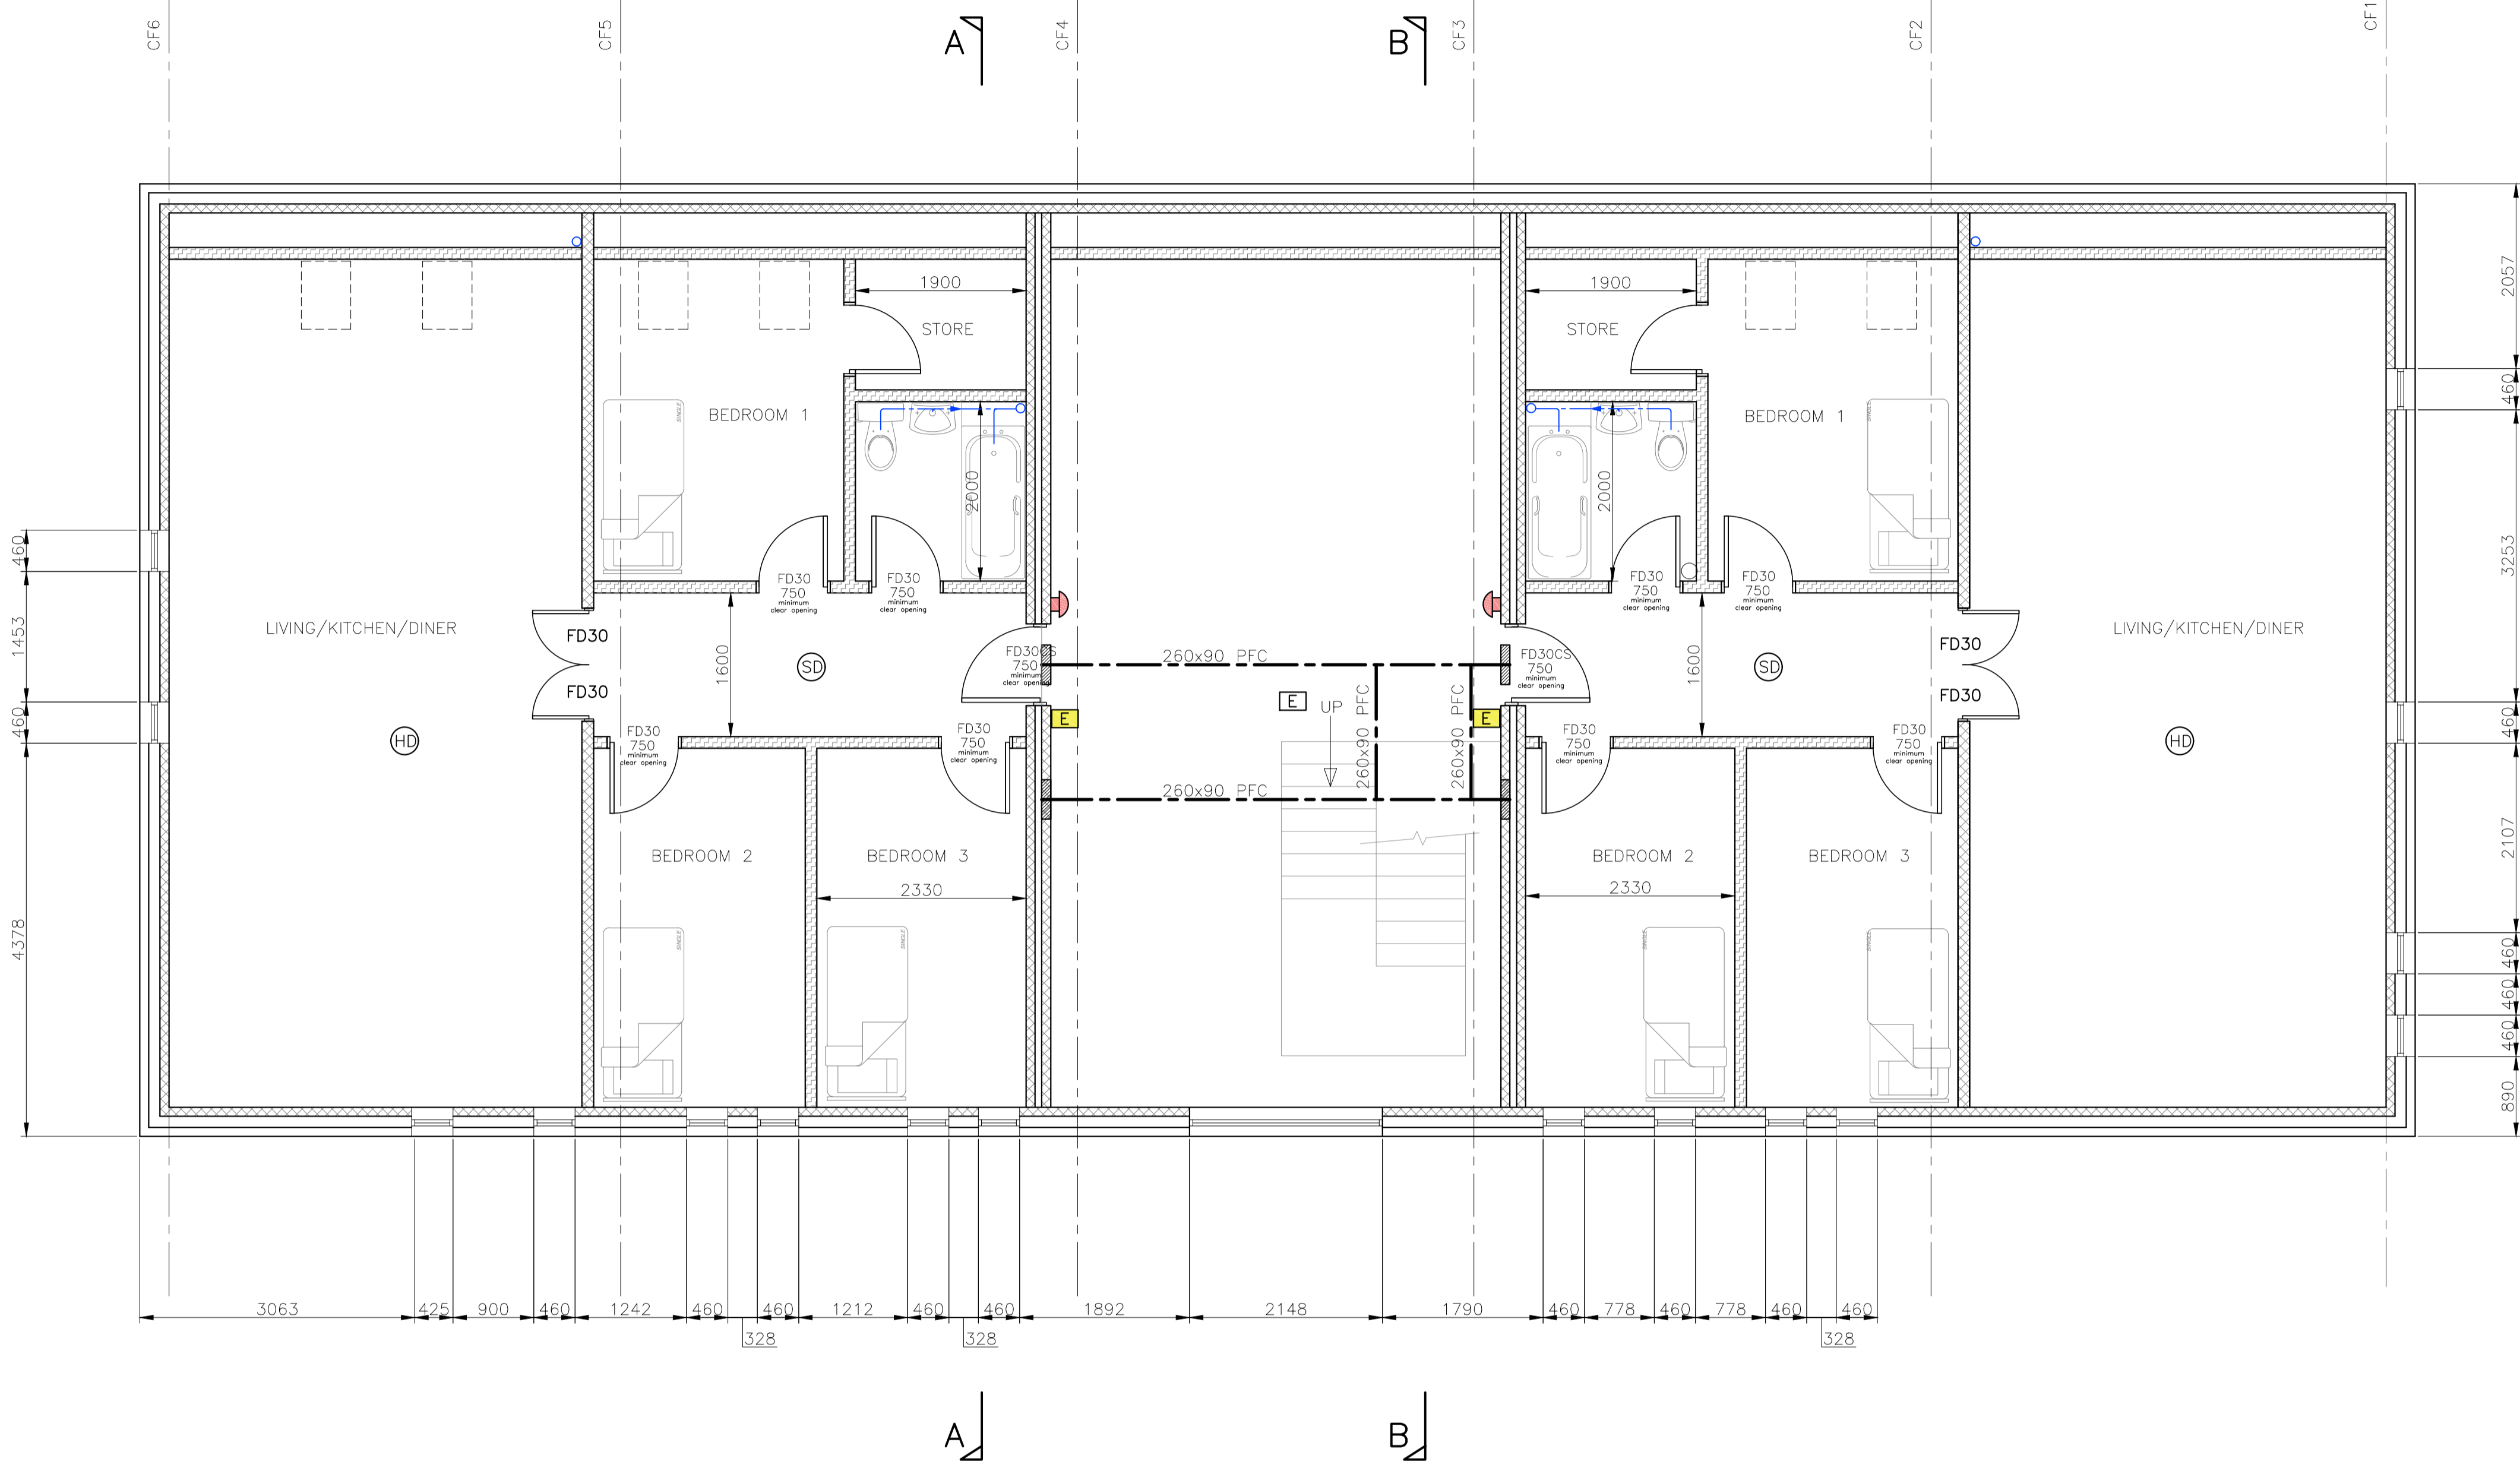 CF6
CF5
A
CF4
B
CF3
CF2
CF1
1900
STORE
1900
STORE
2057
460
BEDROOM 1
BEDROOM 1
SINGLE
SINGLE
2000
2000
3253
460
1453
460
4378
FD30
750
minimum
clear opening
FD30
750
minimum
clear opening
FD30
750
minimum
clear opening
FD30
750
minimum
clear opening
LIVING/KITCHEN/DINER
FD30
FD30
SD
1600
FD30CS
750
minimum
clear opening
260x90 PFC
FD30CS
750
minimum
clear opening
1600
SD
FD30
FD30
LIVING/KITCHEN/DINER
E
E
UP
E
260x90 PFC
260x90 PFC
HD
HD
FD30
750
minimum
clear opening
FD30
750
minimum
clear opening
FD30
750
minimum
clear opening
FD30
750
minimum
clear opening
460
260x90 PFC
2107
BEDROOM 2
BEDROOM 3
BEDROOM 2
BEDROOM 3
2330
2330
SINGLE
SINGLE
SINGLE
SINGLE
460
460
460
890
3063
425
900
460
1242
460
460
1212
460
460
1892
2148
1790
460
778
460
778
460
460
328
328
328
A
B